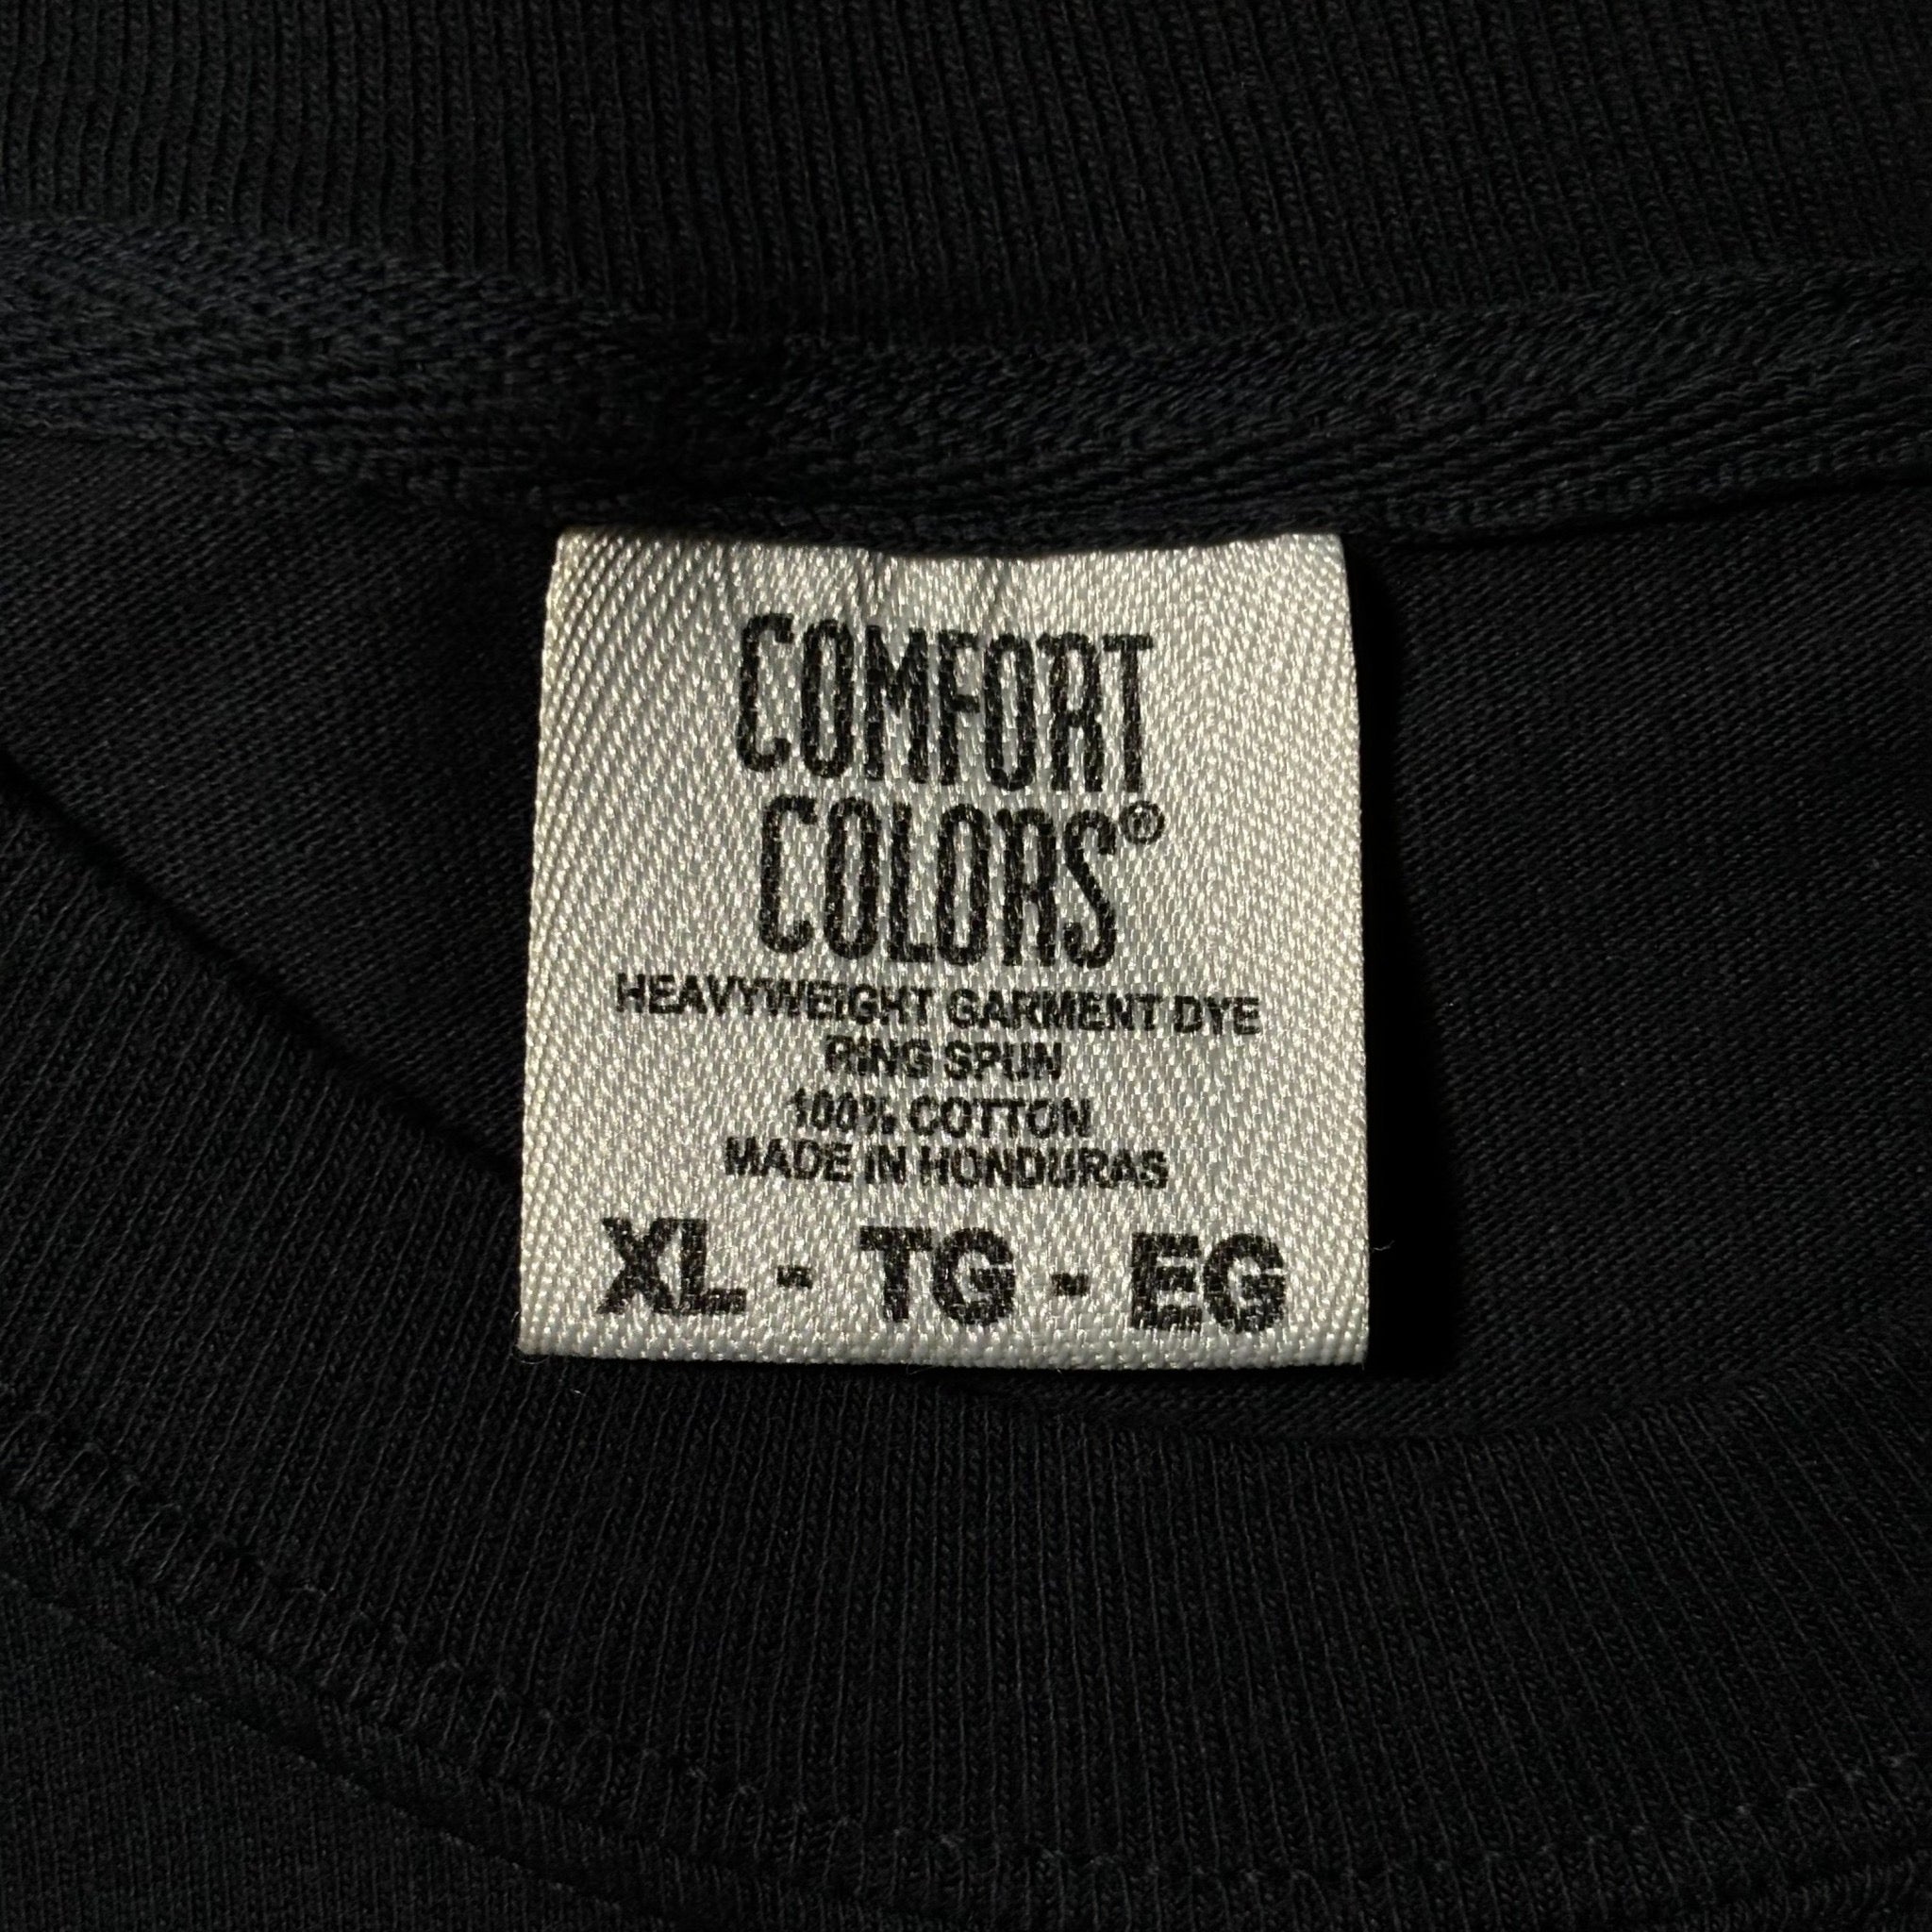 COMFORT
COLORS®
HEAVYWEIGHT GARMENT DYE
RING SPUN
100% COTTON
MADE IN HONDURAS
XL - TG - EG